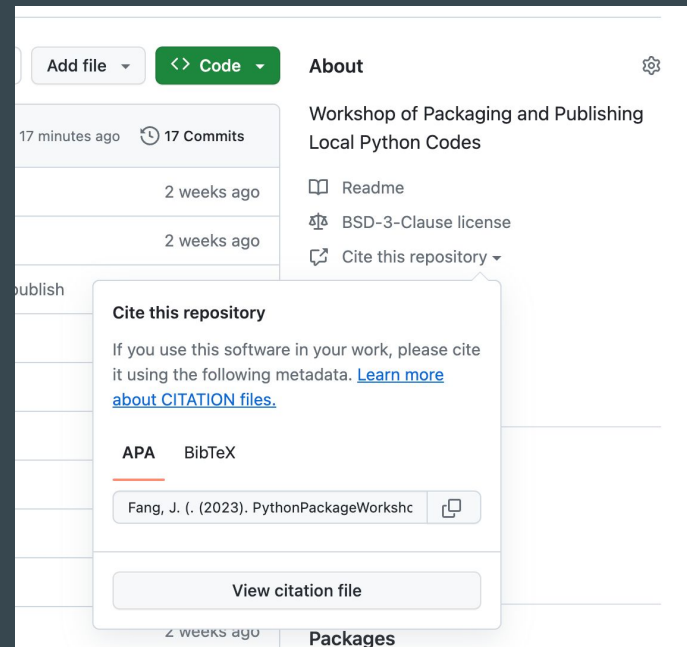 Add file
Code
About
Workshop of Packaging and Publishing
Local Python Codes
17 minutes ago
17 Commits
Readme
2 weeks ago
BSD-3-Clause license
2 weeks ago
Cite this repository
publish
Cite this repository
If you use this software in your work, please cite
it using the following metadata. Learn more
about CITATION files.
APA BibTeX
Fang, J. (. (2023). PythonPackageWorksho
View citation file
2 weeks ago
Packages